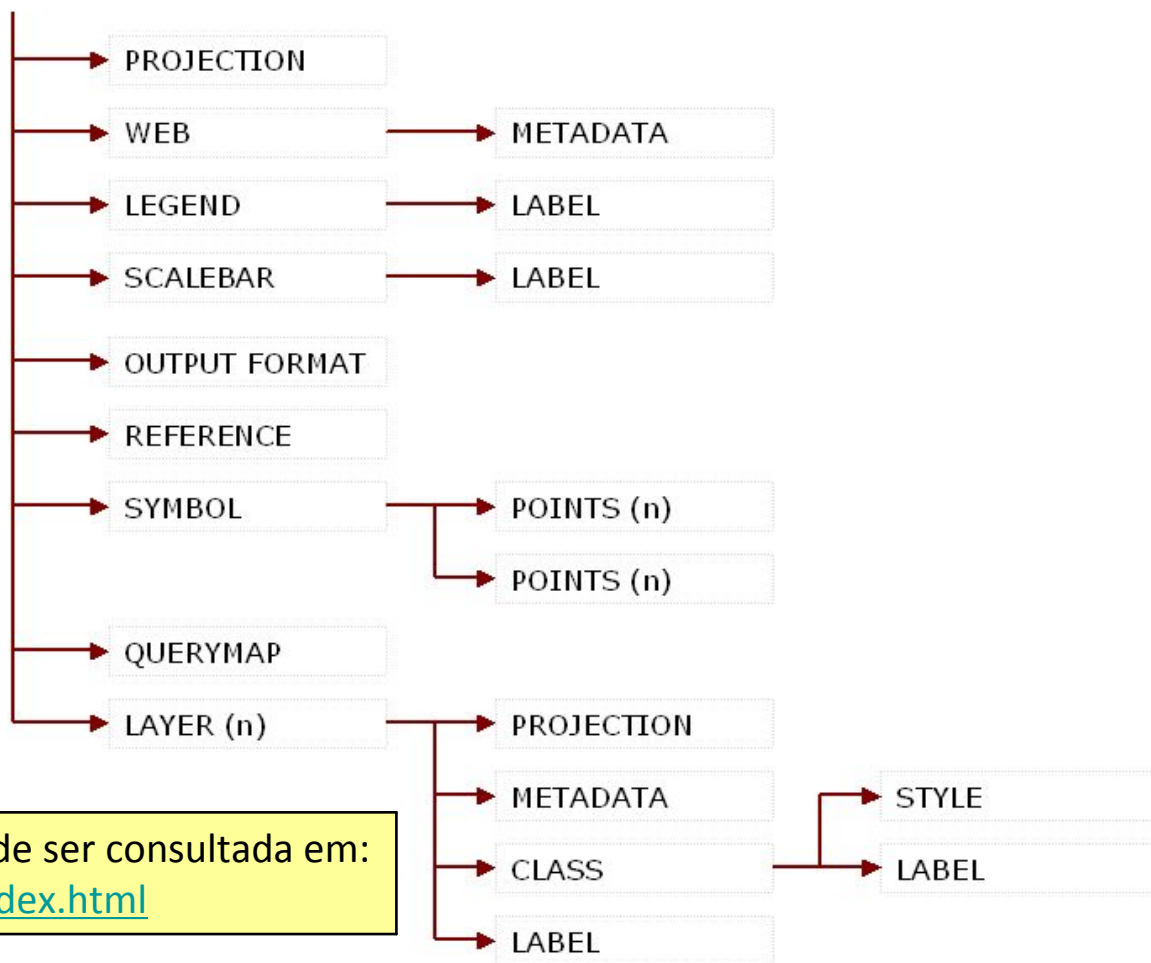 PROJECTION
WEB
METADATA
LEGEND
LABEL
SCALEBAR
LABEL
OUTPUT FORMAT
REFERENCE
SYMBOL
POINTS (n)
POINTS (n)
QUERYMAP
LAYER (n)
PROJECTION
METADATA
STYLE
CLASS
LABEL
LABEL
de ser consultada em:
dex.html